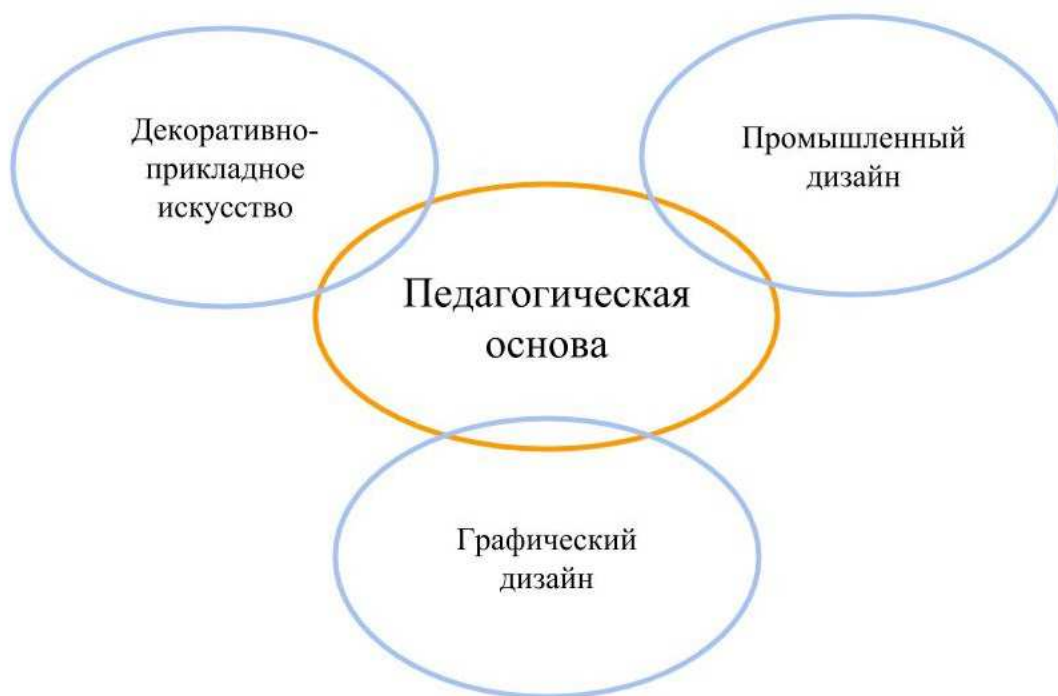 Декоративно-
прикладное
искусство
Промышленный
дизайн
Педагогическая
основа
Графический
дизайн